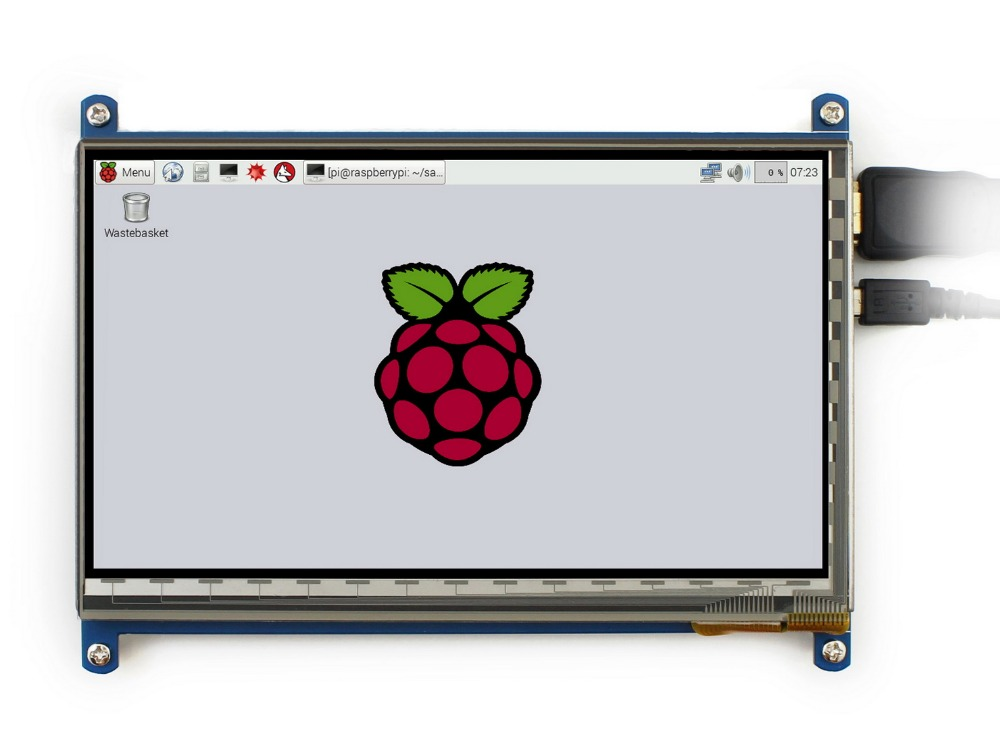 Menu
[pi@raspberrypi: ~/sa...
0 %
07:23
Wastebasket